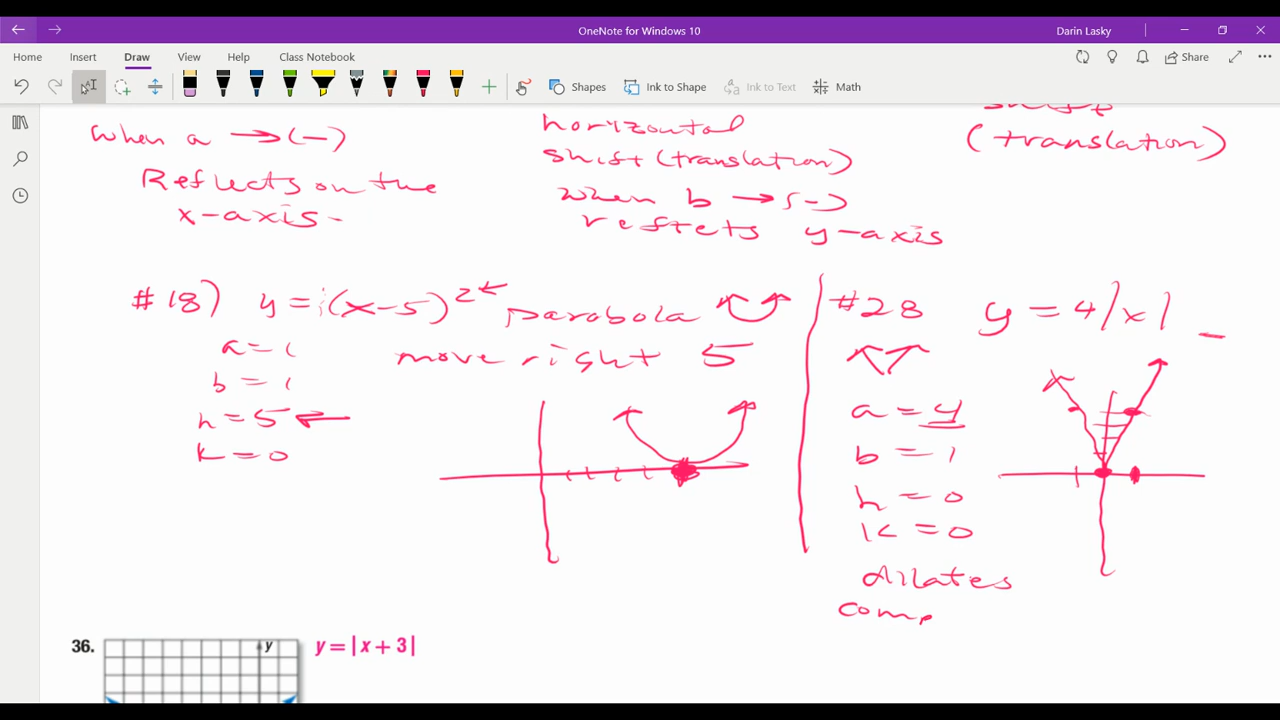 OneNote for Windows 10
Darin Lasky
Home Insert Draw View Help Class Notebook
Share
Shapes
Ink to Shape
Ink to Text
Math
When a → (-)
Reflects on the
x-axis -
horizontal
shift (translation)
when b → (-)
reflects y-axis
shift
(translation)
#18) y = (x-5)² ← parabola
a = 1
b = 1
h = 5 ←
k = 0
move right 5
#28 y = 4|x|
a = 4
b = 1
h = 0
k = 0
dilates
comp
36.
y
y = |x + 3|